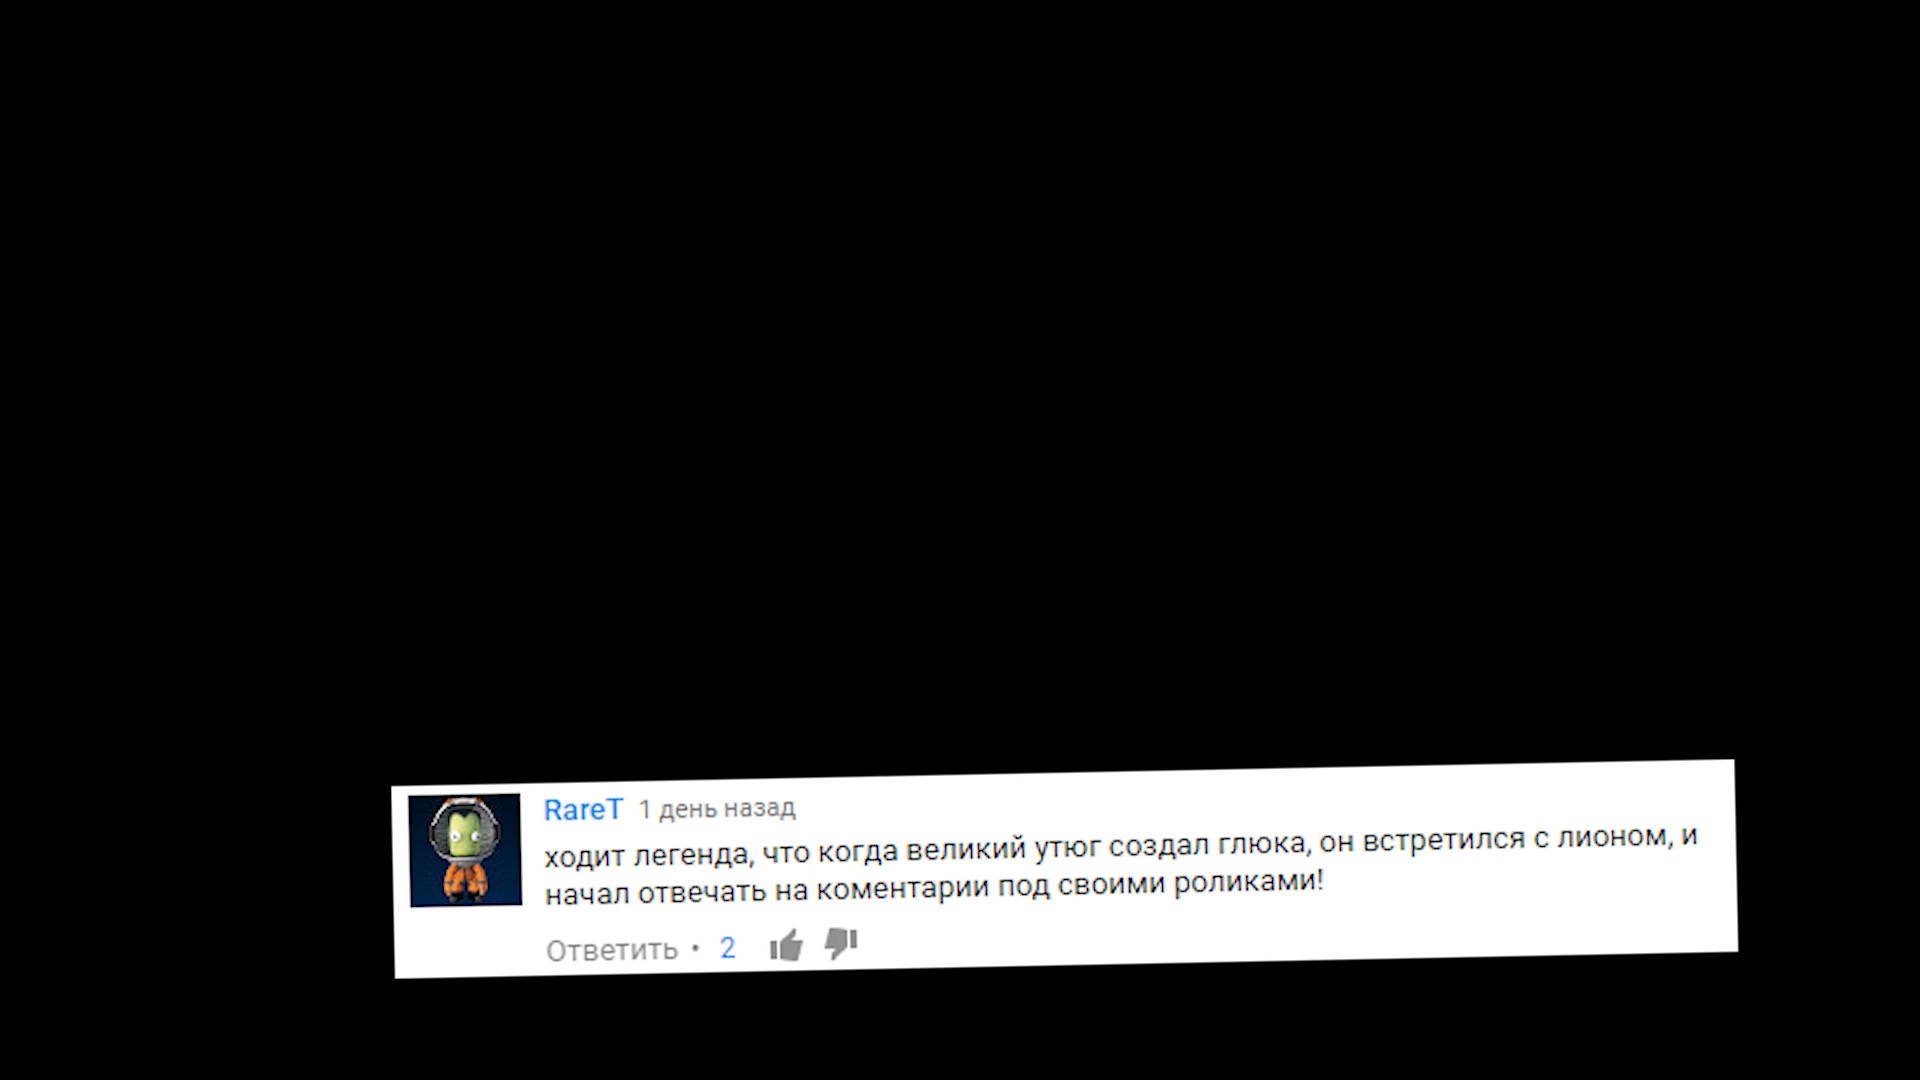 RareT 1 день назад
ходит легенда, что когда великий утюг создал глюка, он встретился с лионом, и
начал отвечать на коментарии под своими роликами!
Ответить • 2